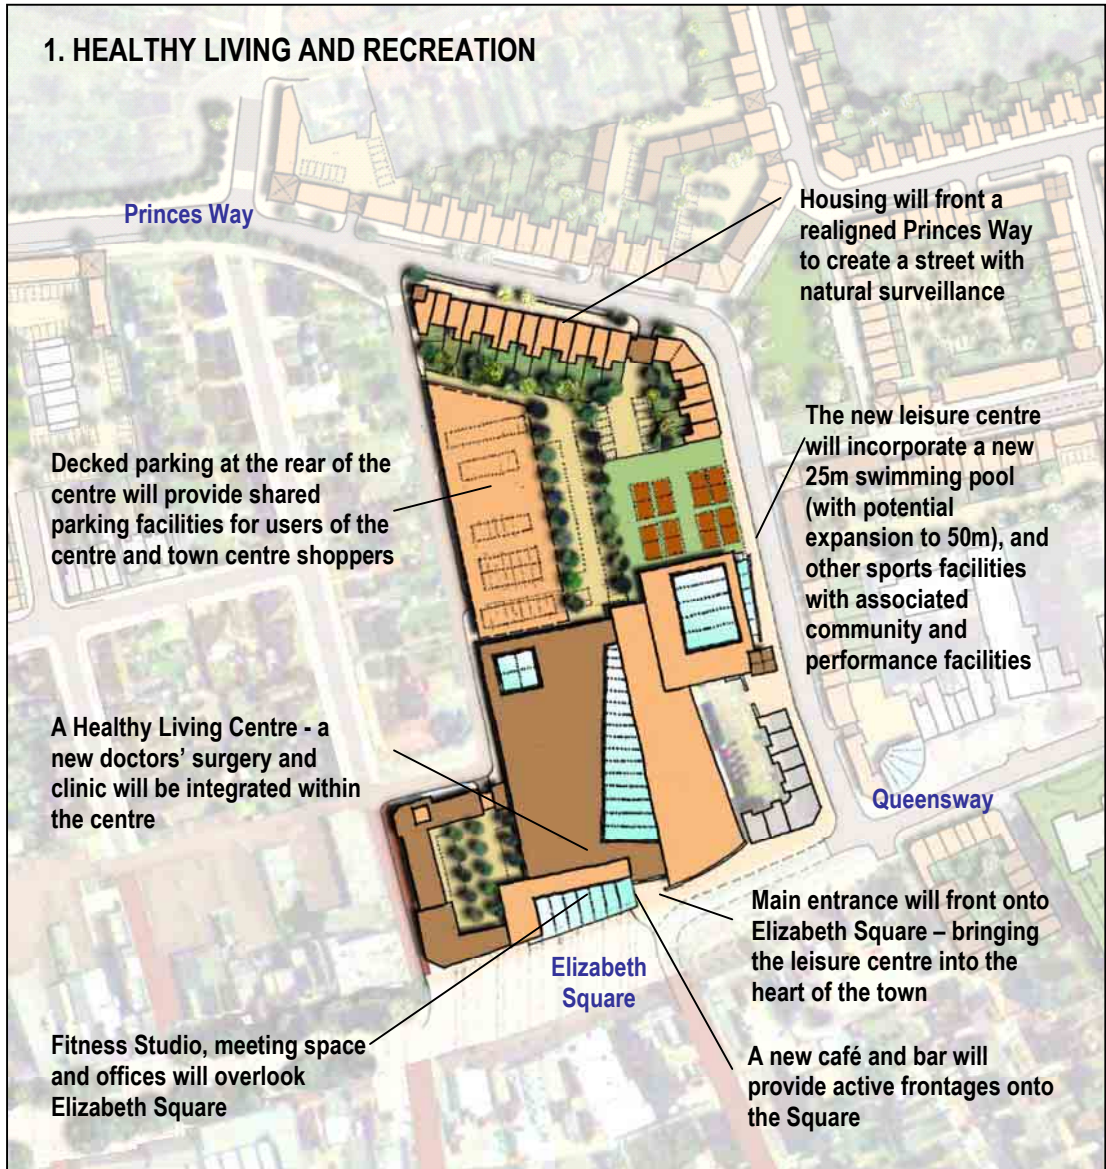 1. HEALTHY LIVING AND RECREATION
Princes Way
Housing will front a
realigned Princes Way
to create a street with
natural surveillance
The new leisure centre
will incorporate a new
25m swimming pool
(with potential
expansion to 50m), and
other sports facilities
with associated
community and
performance facilities
Decked parking at the rear of the
centre will provide shared
parking facilities for users of the
centre and town centre shoppers
A Healthy Living Centre - a
new doctors’ surgery and
clinic will be integrated within
the centre
Queensway
Main entrance will front onto
Elizabeth Square – bringing
the leisure centre into the
heart of the town
Elizabeth
Square
Fitness Studio, meeting space
and offices will overlook
Elizabeth Square
A new café and bar will
provide active frontages onto
the Square